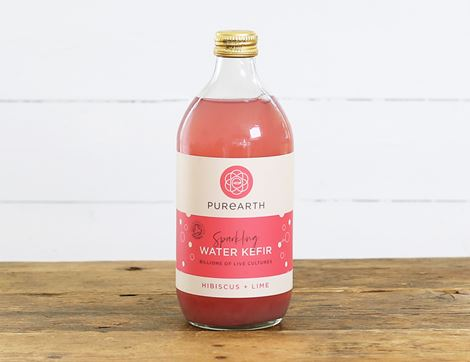 PUREARTH
Sparkling
WATER KEFIR
BILLIONS OF LIVE CULTURES
HIBISCUS + LIME